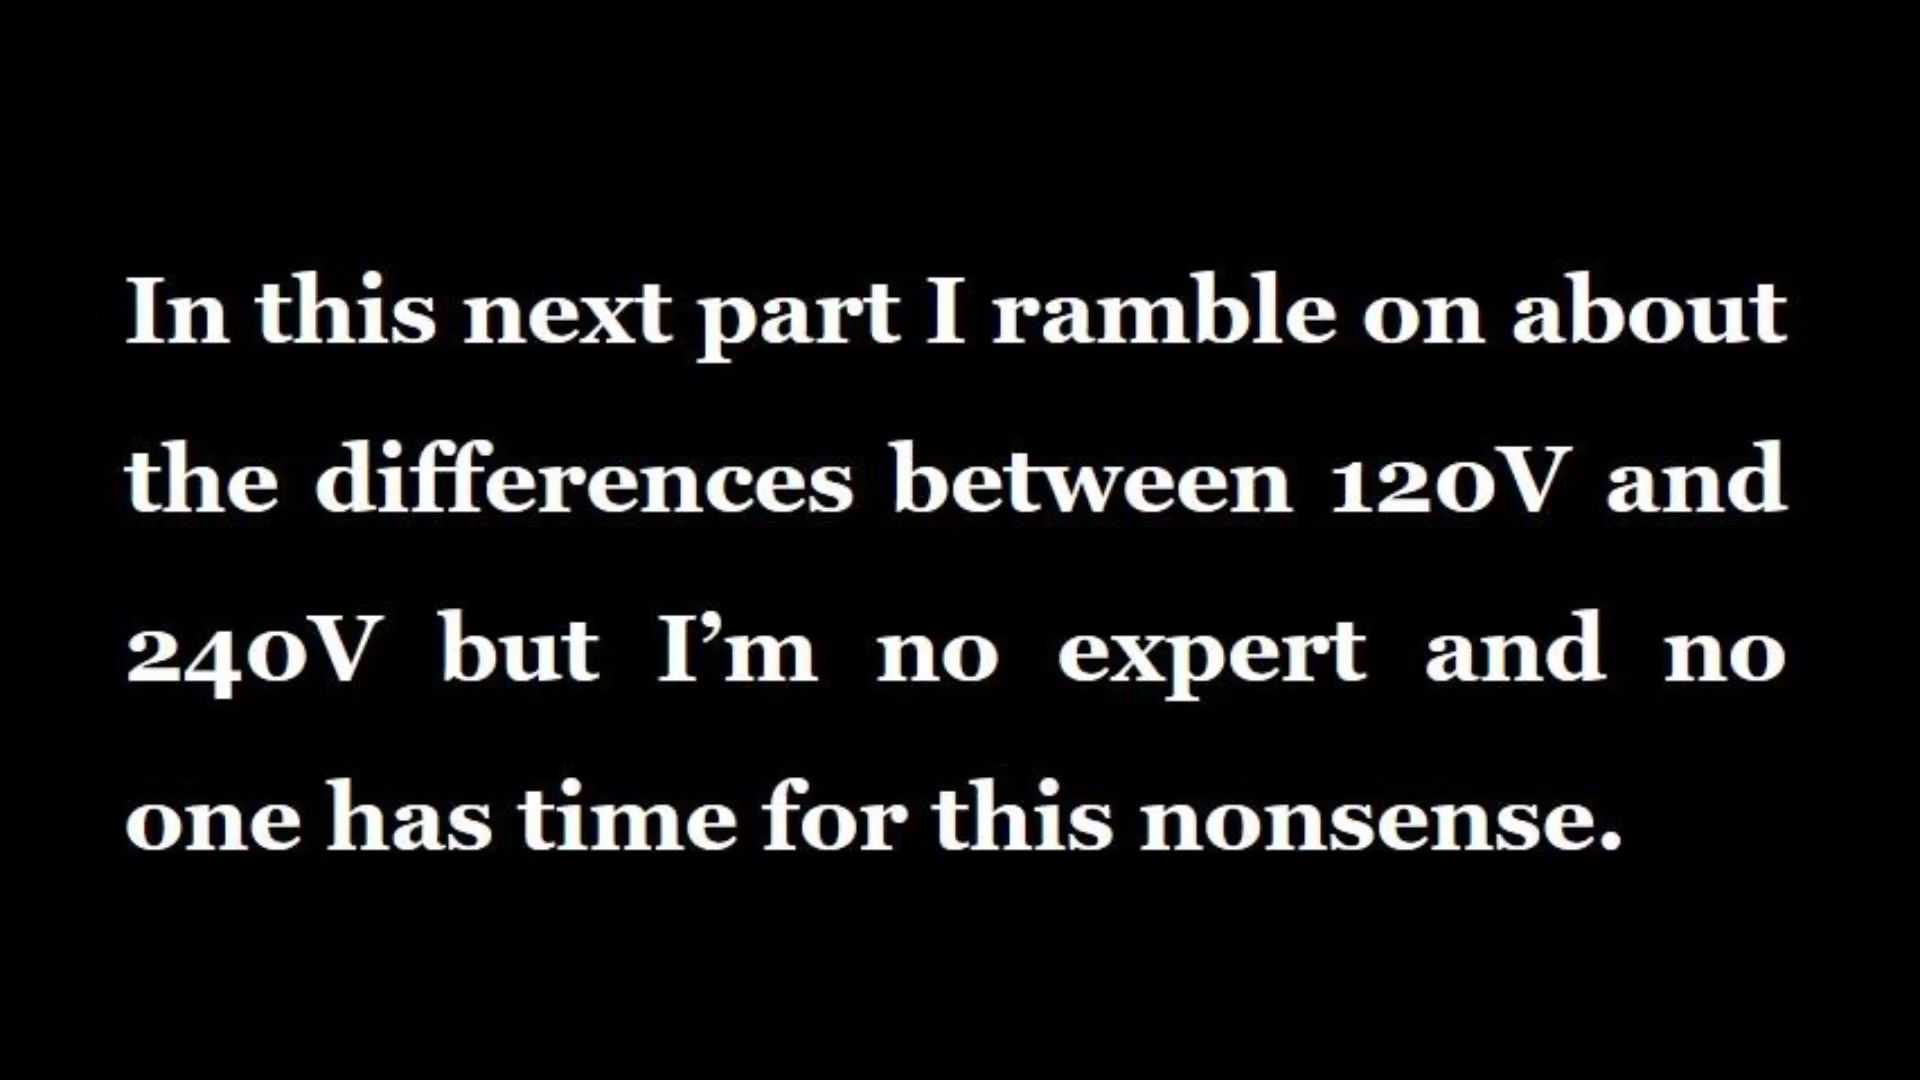 In this next part I ramble on about
the differences between 120V and
240V but I’m no expert and no
one has time for this nonsense.